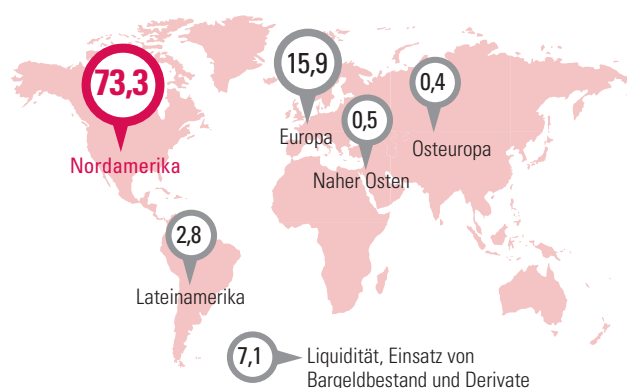 73,3
Nordamerika
15,9
Europa
0,4
Osteuropa
0,5
Naher Osten
2,8
Lateinamerika
7,1
Liquidität, Einsatz von
Bargeldbestand und Derivate